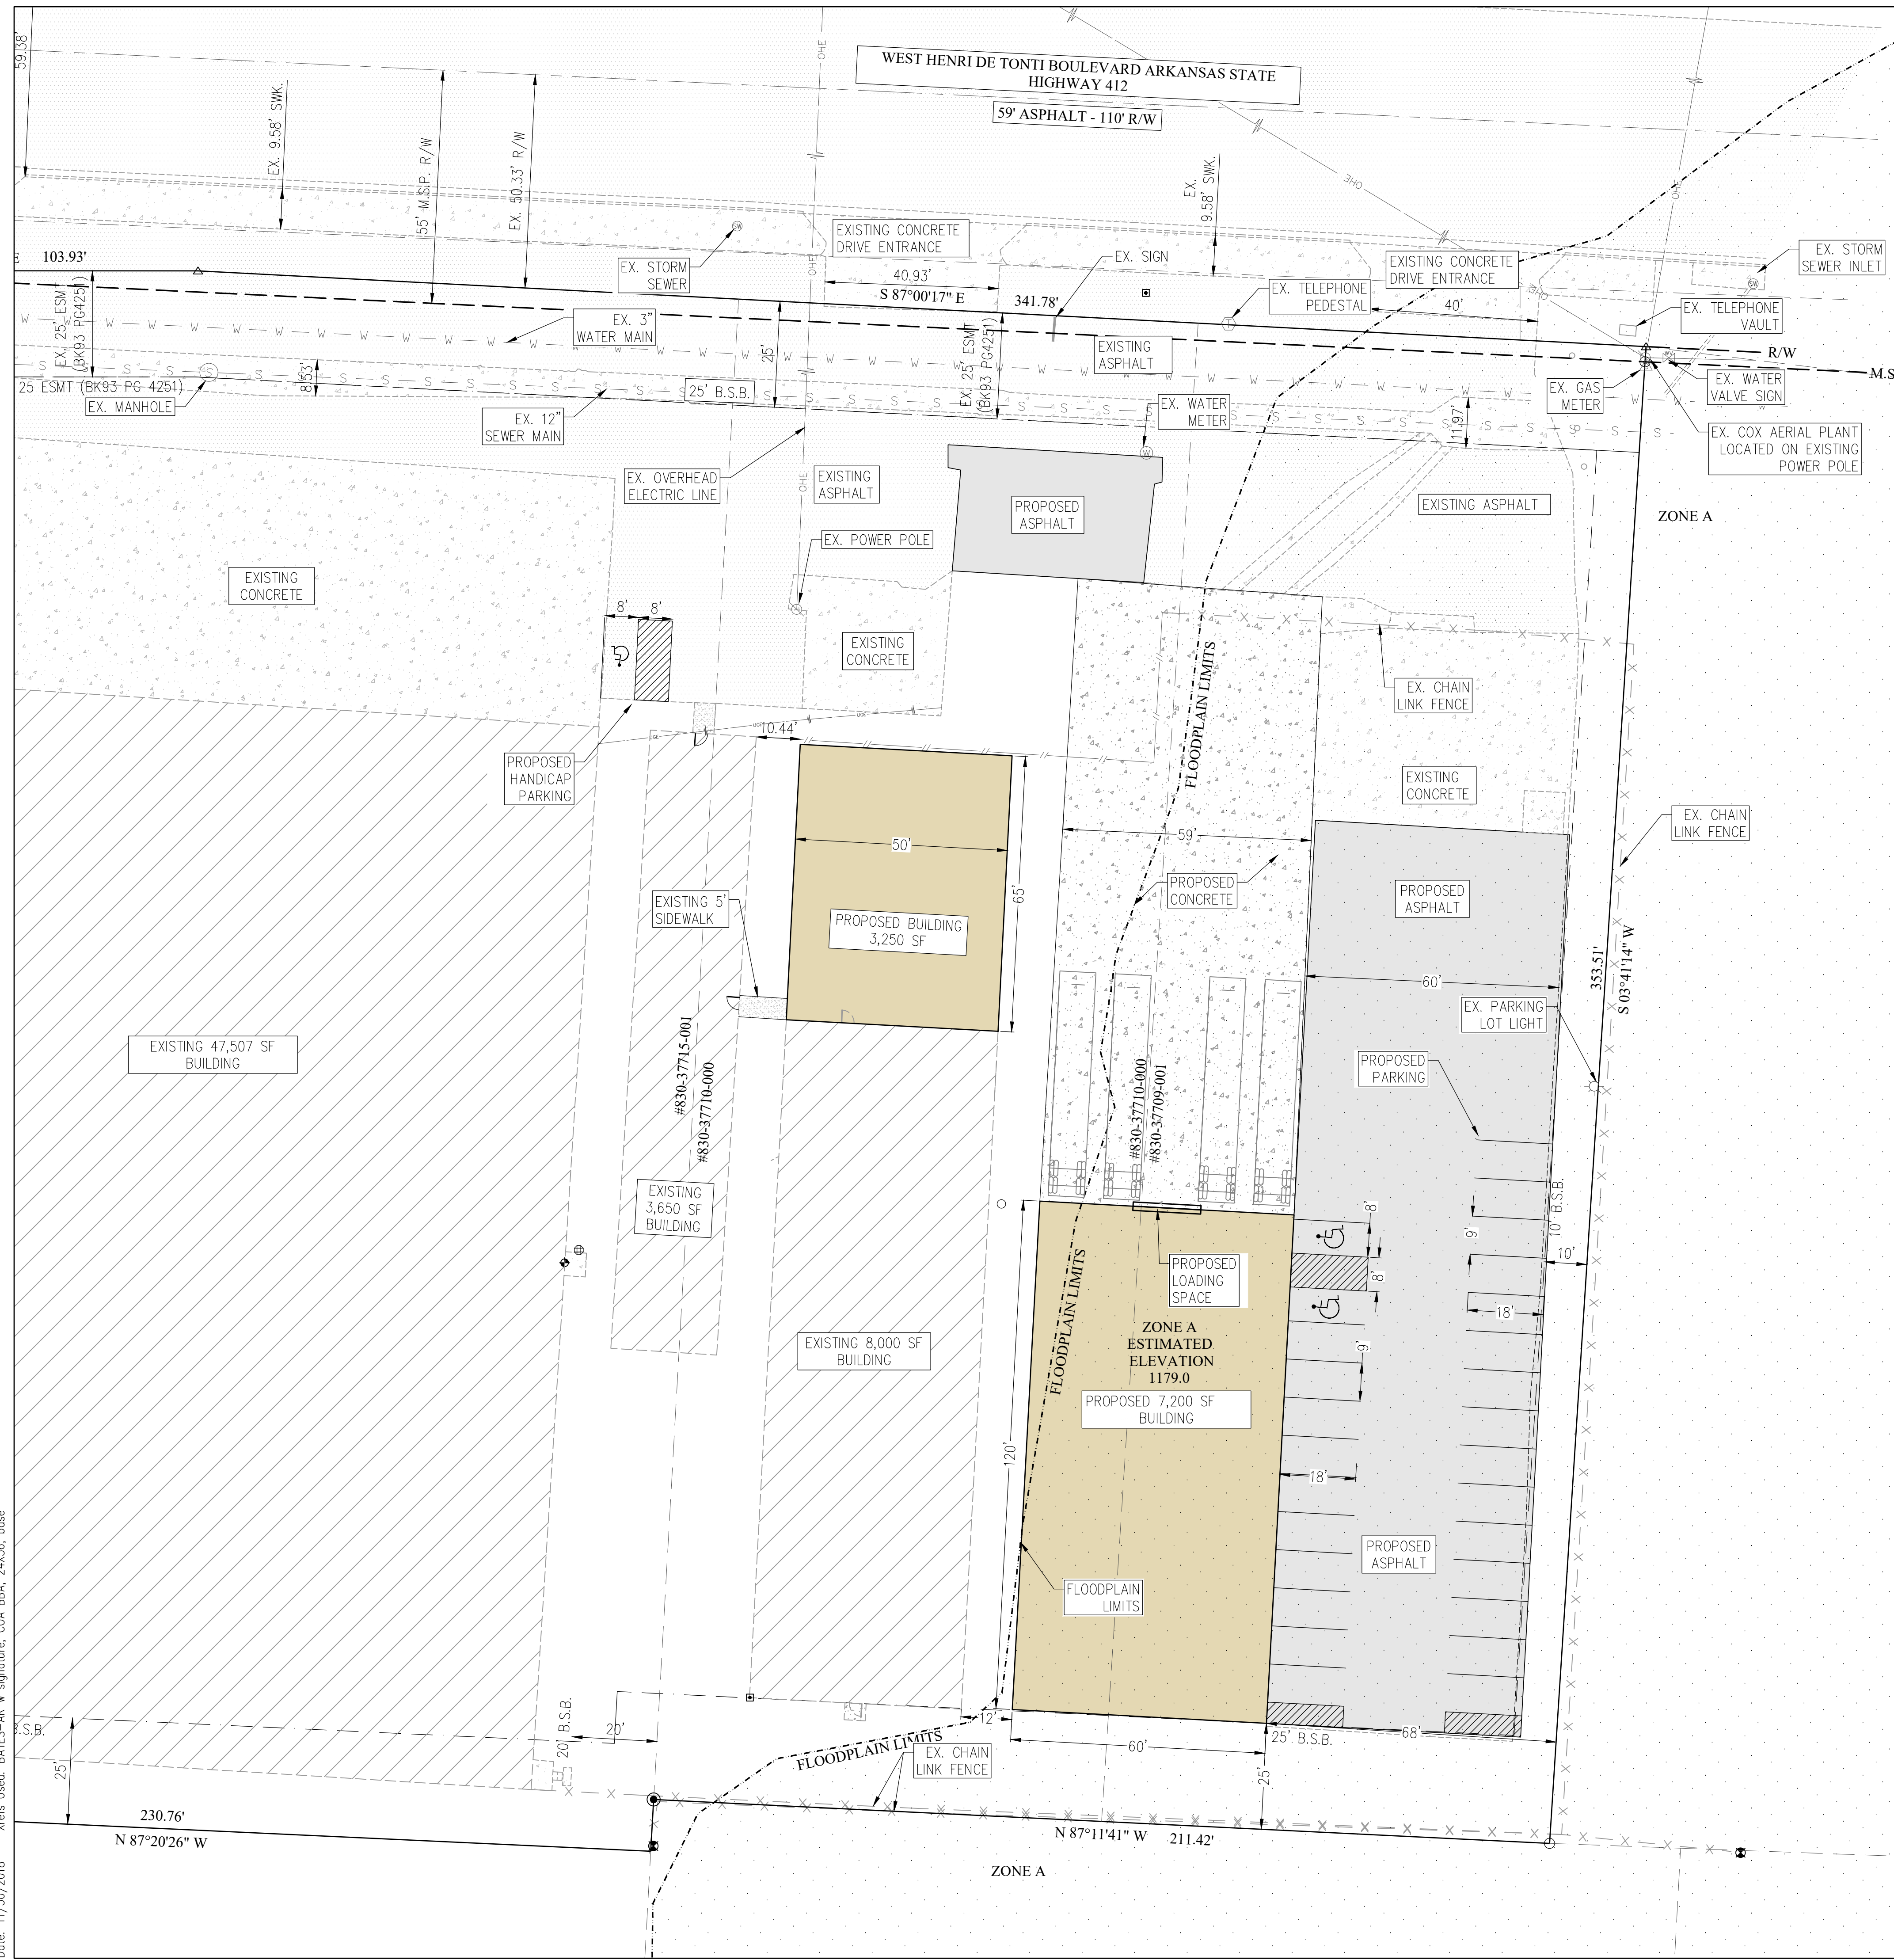 59.38'
EX. 9.58' SWK.
55' M.S.P. R/W
EX. 50.33' R/W
OHE
WEST HENRI DE TONTI BOULEVARD ARKANSAS STATE
HIGHWAY 412
59' ASPHALT - 110' R/W
OHE
OHE
EX.
9.58' SWK.
SW
EX. STORM
SEWER
EXISTING CONCRETE
DRIVE ENTRANCE
40.93'
S 87°00'17" E
341.78'
EX. SIGN
EX. TELEPHONE
PEDESTAL
T
EXISTING CONCRETE
DRIVE ENTRANCE
40'
OHE
EX. STORM
SEWER INLET
SW
EX. TELEPHONE
VAULT
R/W
M.S
E 103.93'
EX. 25' ESMT
(BK93 PG4251)
EX. 3"
WATER MAIN
W W W W W W W
S S S S S S S
8.53'
25'
OHE
EX. 25' ESMT
(BK93 PG4251)
EXISTING
ASPHALT
25 ESMT (BK93 PG 4251)
S
EX. MANHOLE
EX. 12"
SEWER MAIN
25' B.S.B.
EX. WATER
METER
W
11.97'
EX. GAS
METER
EX. WATER
VALVE SIGN
EX. COX AERIAL PLANT
LOCATED ON EXISTING
POWER POLE
EX. OVERHEAD
ELECTRIC LINE
OHE
EXISTING
ASPHALT
PROPOSED
ASPHALT
EXISTING ASPHALT
ZONE A
EX. POWER POLE
EXISTING
CONCRETE
8'
8'
EXISTING
CONCRETE
FLOODPLAIN LIMITS
EX. CHAIN
LINK FENCE
PROPOSED
HANDICAP
PARKING
10.44'
EXISTING
CONCRETE
EX. CHAIN
LINK FENCE
50'
65'
59'
PROPOSED
CONCRETE
PROPOSED
ASPHALT
EXISTING 5'
SIDEWALK
PROPOSED BUILDING
3,250 SF
60'
353.51'
S 03°41'14" W
EX. PARKING
LOT LIGHT
EXISTING 47,507 SF
BUILDING
#830-37715-001
#830-37710-000
#830-37710-000
#830-37709-001
PROPOSED
PARKING
EXISTING
3,650 SF
BUILDING
10' B.S.B.
8'
9'
10'
8'
PROPOSED
LOADING
SPACE
18'
FLOODPLAIN LIMITS
ZONE A
ESTIMATED
ELEVATION
1179.0
9'
EXISTING 8,000 SF
BUILDING
PROPOSED 7,200 SF
BUILDING
120'
18'
PROPOSED
ASPHALT
FLOODPLAIN
LIMITS
B.S.B.
25'
20' B.S.B.
20'
12'
60'
25' B.S.B.
68'
25'
E
FLOODPLAIN LIMITS
EX. CHAIN
LINK FENCE
230.76'
N 87°20'26" W
N 87°11'41" W 211.42'
ZONE A